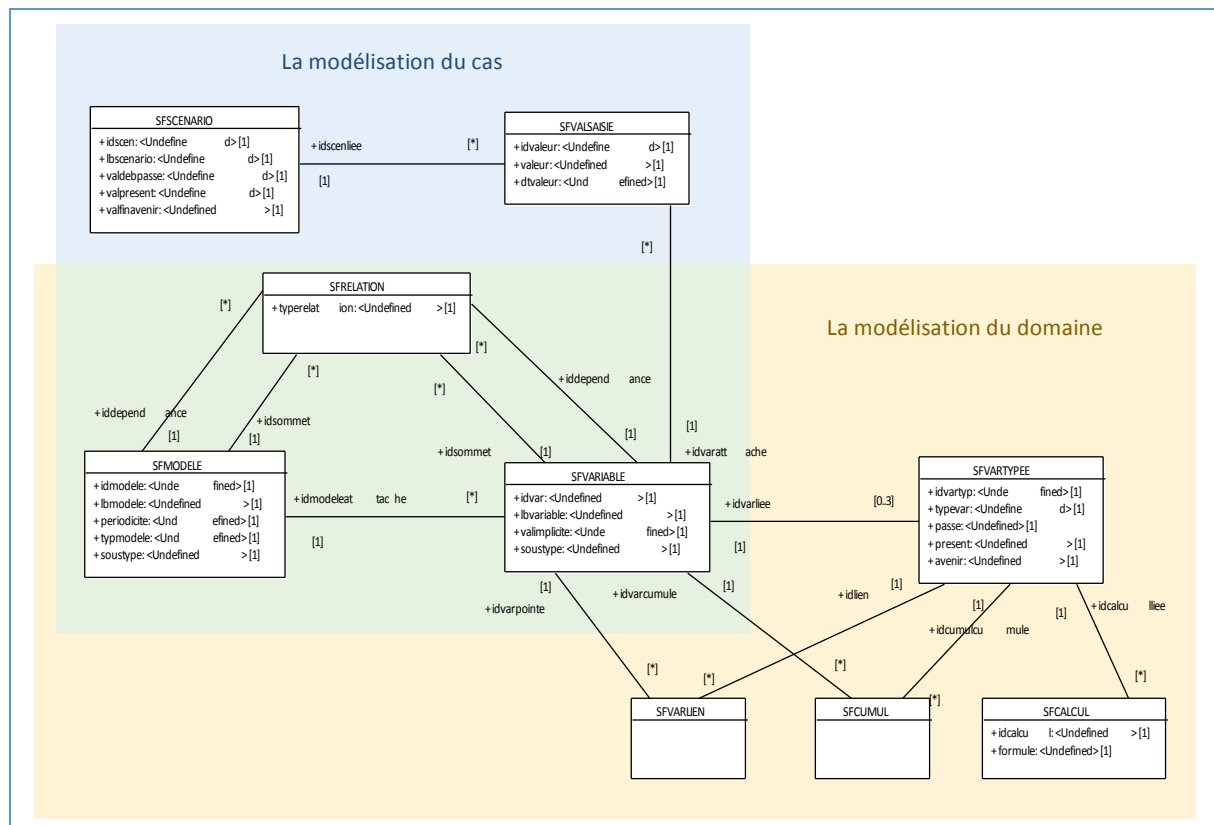 La modélisation du cas
SFSCENARIO
+ idscen: <Undefine d> [1]
+ lbscenario: <Undefine d> [1]
+ valdebpasse: <Undefine d> [1]
+ valpresent: <Undefine d> [1]
+ valfinavenir: <Undefined > [1]
+ idscenliee
[*]
[1]
SFVALSAISIE
+ idvaleur: <Undefine d> [1]
+ valeur: <Undefined > [1]
+ dtvaleur: <Und efined> [1]
[*]
SFRELATION
+ typerelat ion: <Undefined > [1]
La modélisation du domaine
[*]
[*]
[*]
[*]
+ iddepend ance
+ iddepend ance
+ idsommet
[1]
[1]
+ idsommet
[1]
[1]
[1]
+ idvaratt ache
SFMODELE
+ idmodele: <Unde fined> [1]
+ lbmodele: <Undefined > [1]
+ periodicite: <Und efined> [1]
+ typmodele: <Und efined> [1]
+ soustype: <Undefined > [1]
+ idmodeleat tac he
[*]
[1]
SFVARIABLE
+ idvar: <Undefined > [1]
+ lbvariable: <Undefined > [1]
+ valimplicite: <Unde fined> [1]
+ soustype: <Undefined > [1]
+ idvarliee
[0..3]
[1]
SFVARTYPEE
+ idvartyp: <Unde fined> [1]
+ typevar: <Undefine d> [1]
+ passe: <Undefined> [1]
+ present: <Undefined > [1]
+ avenir: <Undefined > [1]
[1]
+ idvarpointe
+ idvarcumule
[1]
+ idlien
[1]
[1]
+ idcumulcu mule
[1]
+ idcalcu lliee
[*]
[*]
[*]
[*]
[*]
SFVARLIEN
SFCUMUL
SFCALCUL
+ idcalcu l: <Undefined > [1]
+ formule: <Undefined> [1]